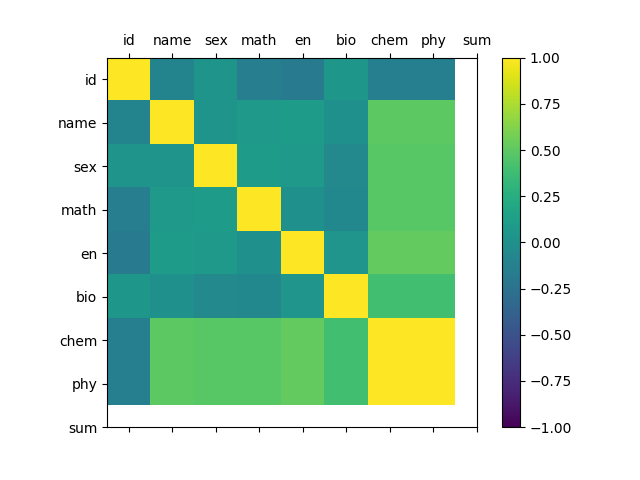 id name sex math en bio chem phy sum
id
name
sex
math
en
bio
chem
phy
sum
1.00
0.75
0.50
0.25
0.00
−0.25
−0.50
−0.75
−1.00